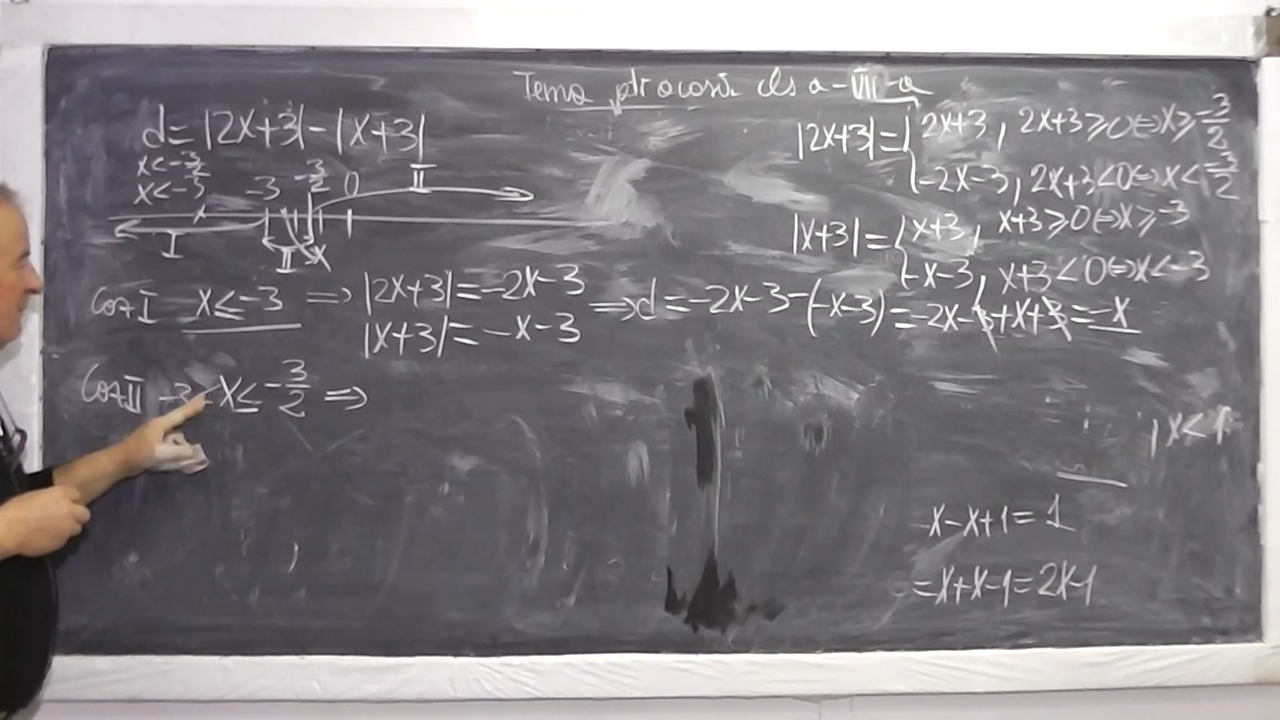 Tema ptr acasă cls a-VII-a
d=|2x+3|-|x+3|
x<-3/2
x<-3
-3 -3/2 0 II
I II x
|2x+3|={2x+3, 2x+3≥0⇔x≥-3/2
-2x-3, 2x+3<0⇔x<-3/2
|x+3|={x+3, x+3≥0⇔x≥-3
-x-3, x+3<0⇔x<-3
Caz I x≤-3 ⇒ |2x+3|=-2x-3 ⇒d=-2x-3-(-x-3)=-2x-3+x+3=-x
|x+3|=-x-3
Caz II -3<x≤-3/2 ⇒
x<1
x-x+1=1
=x+x-1=2x-1